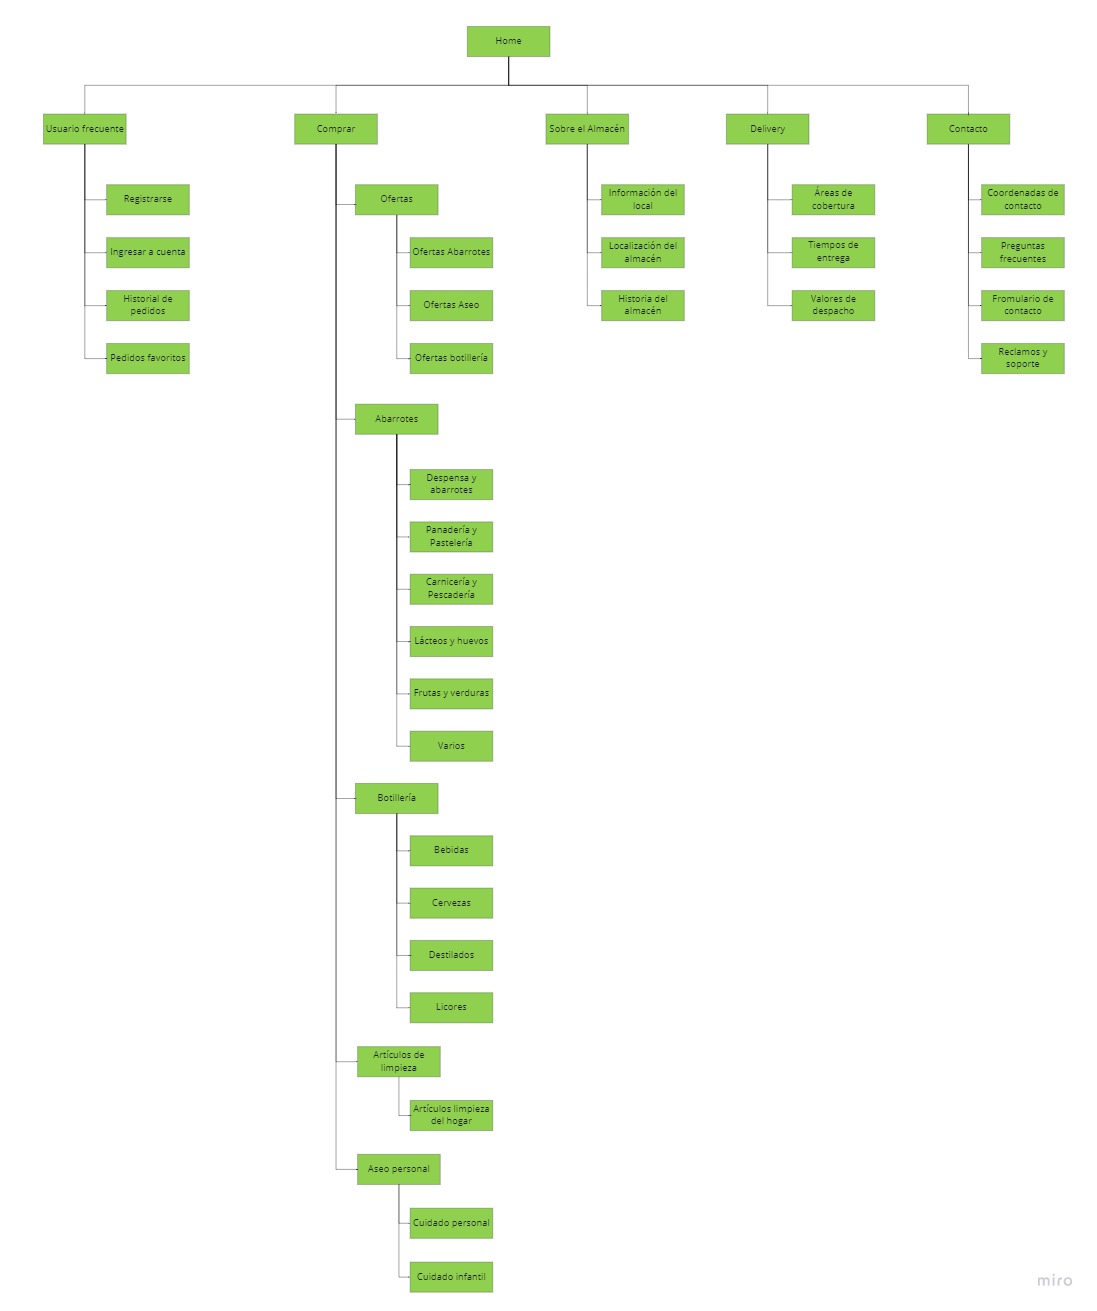 Home
Usuario frecuente
Comprar
Sobre el Almacén
Delivery
Contacto
Registrarse
Ingresar a cuenta
Historial de
pedidos
Pedidos favoritos
Ofertas
Ofertas Abarrotes
Ofertas Aseo
Ofertas botillería
Abarrotes
Despensa y
abarrotes
Panadería y
Pastelería
Carnicería y
Pescadería
Lácteos y huevos
Frutas y verduras
Varios
Botillería
Bebidas
Cervezas
Destilados
Licores
Artículos de
limpieza
Artículos limpieza
del hogar
Aseo personal
Cuidado personal
Cuidado infantil
Información del
local
Localización del
almacén
Historia del
almacén
Áreas de
cobertura
Tiempos de
entrega
Valores de
despacho
Coordenadas de
contacto
Preguntas
frecuentes
Fromulario de
contacto
Reclamos y
soporte
miro